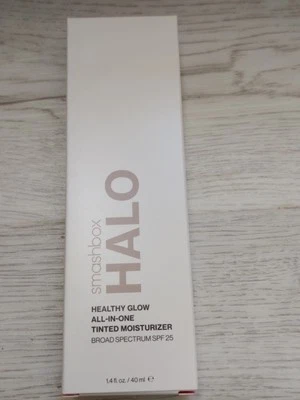 smashbox
HALO
HEALTHY GLOW
ALL-IN-ONE
TINTED MOISTURIZER
BROAD SPECTRUM SPF 25
1.4 fl. oz. / 40 ml ℮